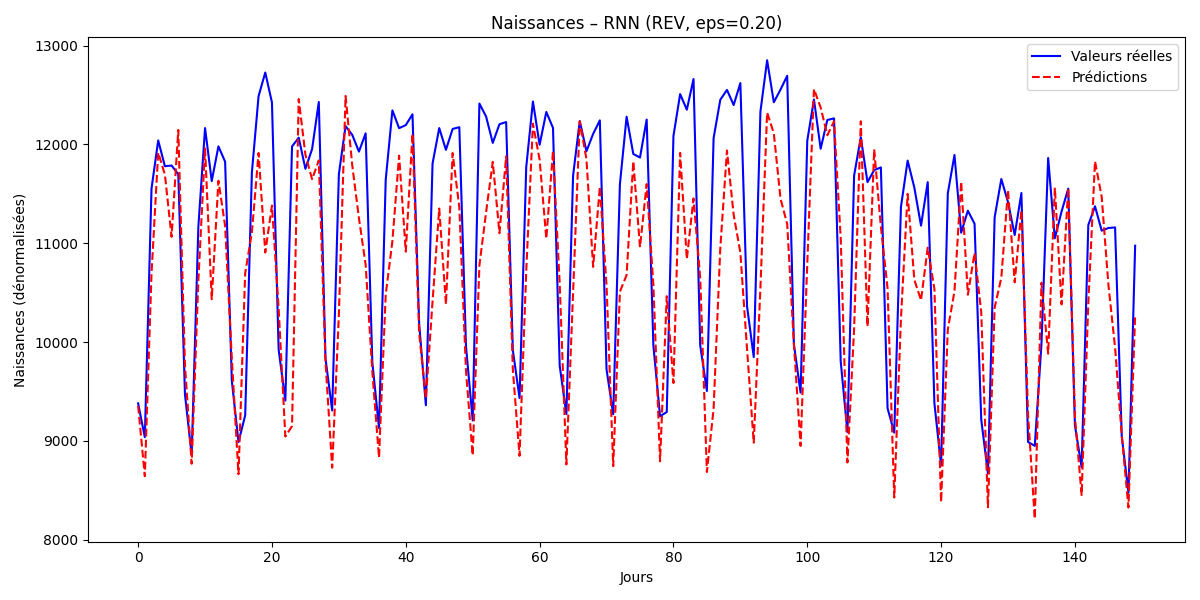 Naissances – RNN (REV, eps=0.20)
Valeurs réelles
Prédictions
Naissances (dénormalisées)
13000
12000
11000
10000
9000
8000
0 20 40 60 80 100 120 140
Jours